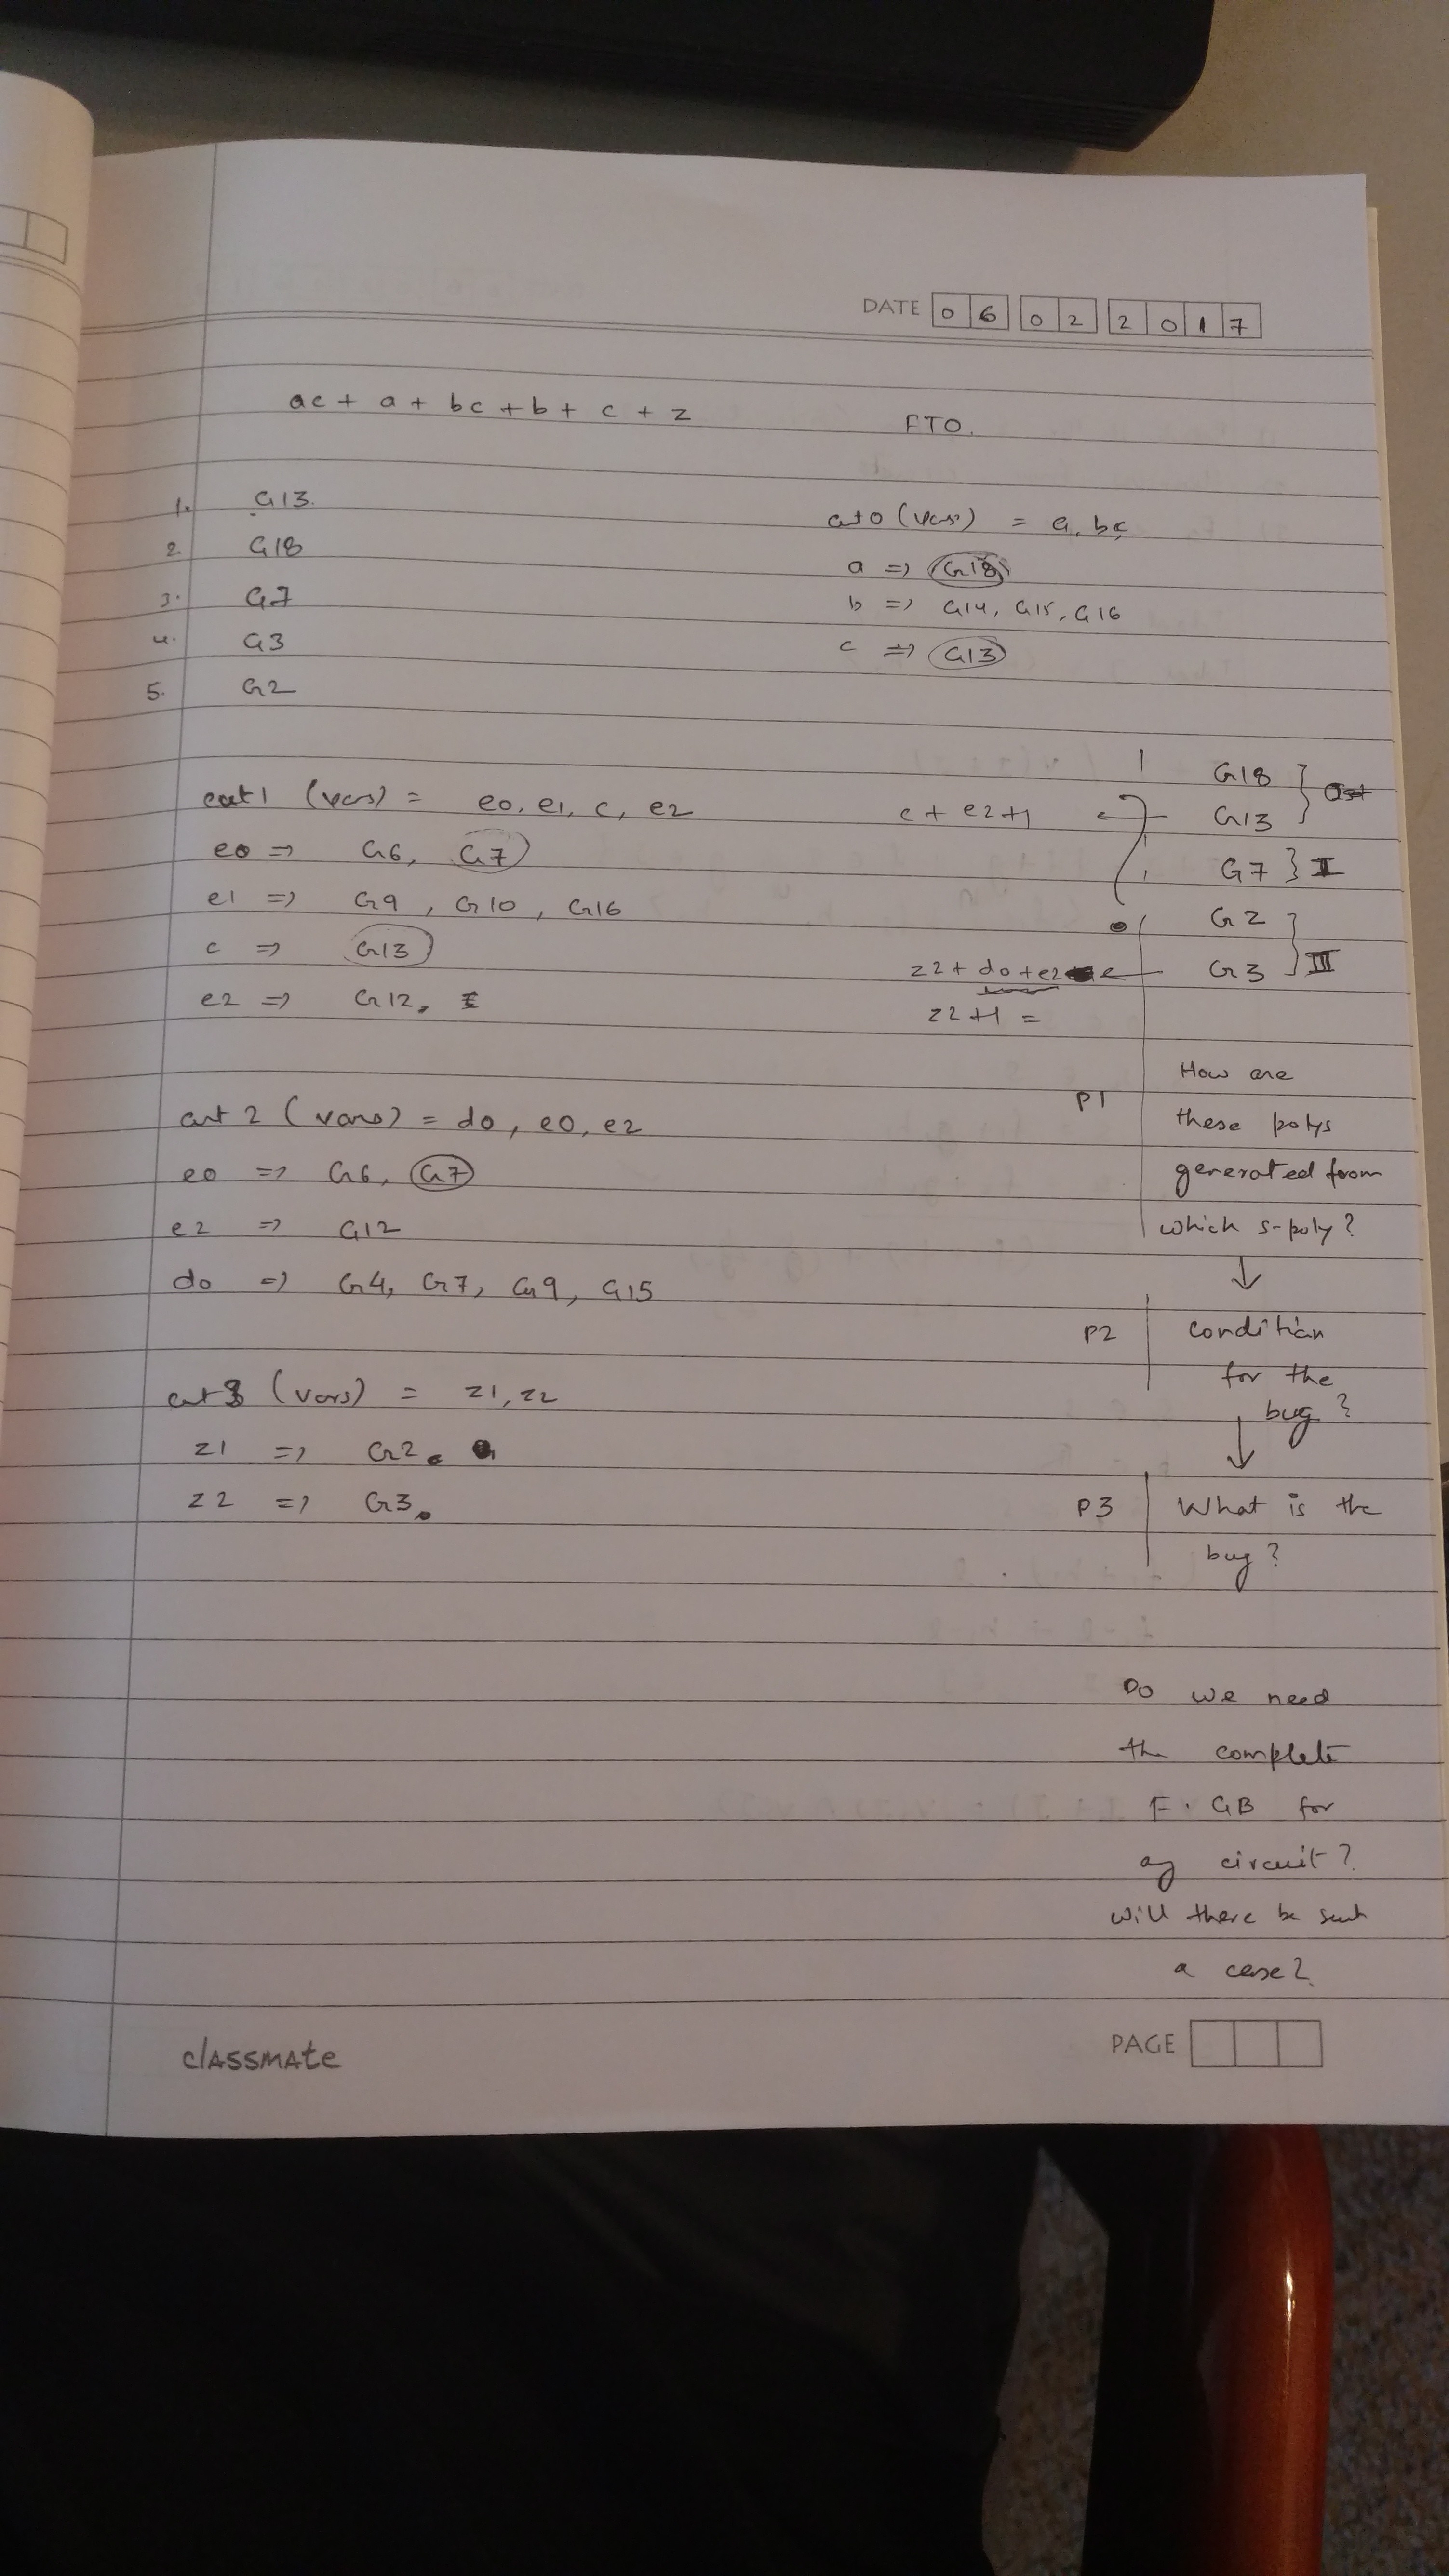 DATE 06 02 2017
ac + a + bc + b + c + z
FTO.
1. G13.
2. G18
3. G7
4. G3
5. G2
cut0 (vars) = a, b, c
a => G18
b => G14, G15, G16
c => G13
cut1 (vars) = e0, e1, c, e2
e0 => G6, G7
e1 => G9, G10, G16
c => G13
e2 => G12.
G18
c + e2+1 G13
G7 } II
G2
z2 + d0 + e2 G3 } III
z2 +1 =
cut 2 (vars) = d0, e0, e2
e0 => G6, G7
e2 => G12
d0 => G4, G7, G9, G15
cut 3 (vars) = z1, z2
z1 => G2.
z2 => G3.
P1 How are
these polys
generated from
which s-poly?
↓
P2 condition
for the
bug?
↓
P3 What is the
bug?
Do we need
the complete
F. GB for
circuit?
will there be such
a case?
classmate
PAGE